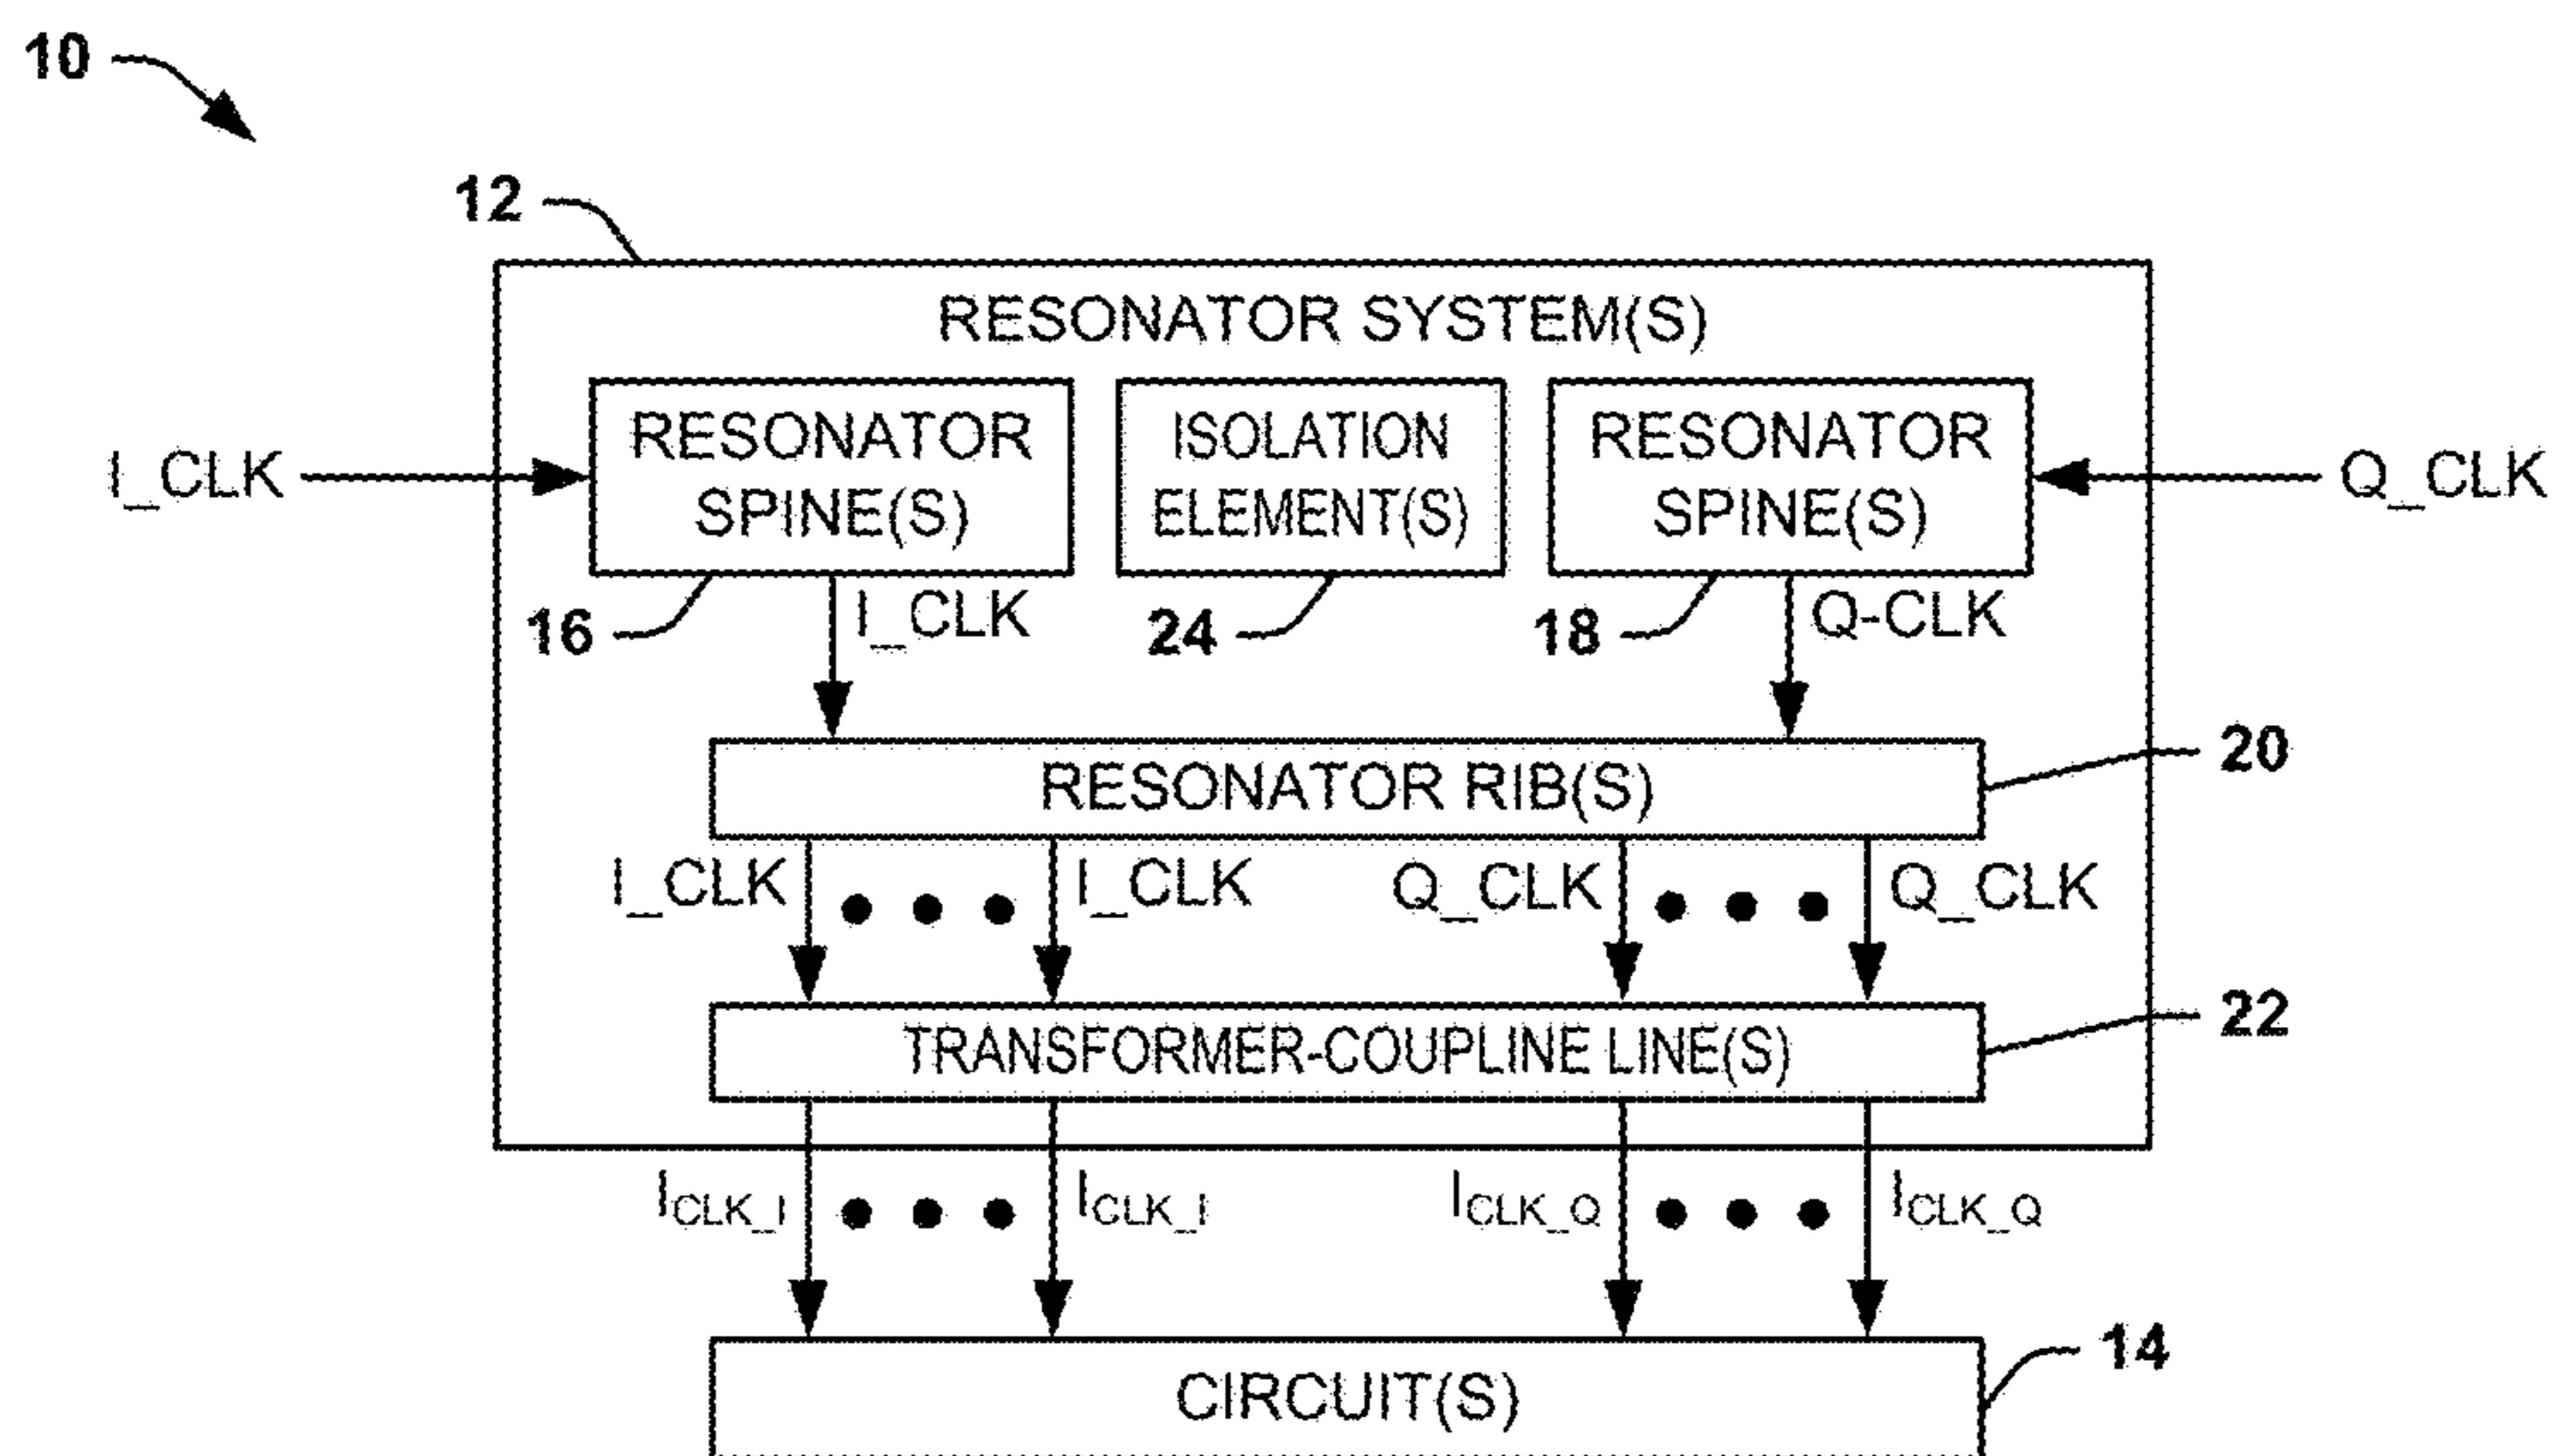 10
12
RESONATOR SYSTEM(S)
I_CLK
RESONATOR
SPINE(S)
ISOLATION
ELEMENT(S)
RESONATOR
SPINE(S)
Q_CLK
16
I_CLK
24
18
Q-CLK
RESONATOR RIB(S)
20
I_CLK
I_CLK
Q_CLK
Q_CLK
TRANSFORMER-COUPLINE LINE(S)
22
ICLK_I
ICLK_I
ICLK_Q
ICLK_Q
CIRCUIT(S)
14